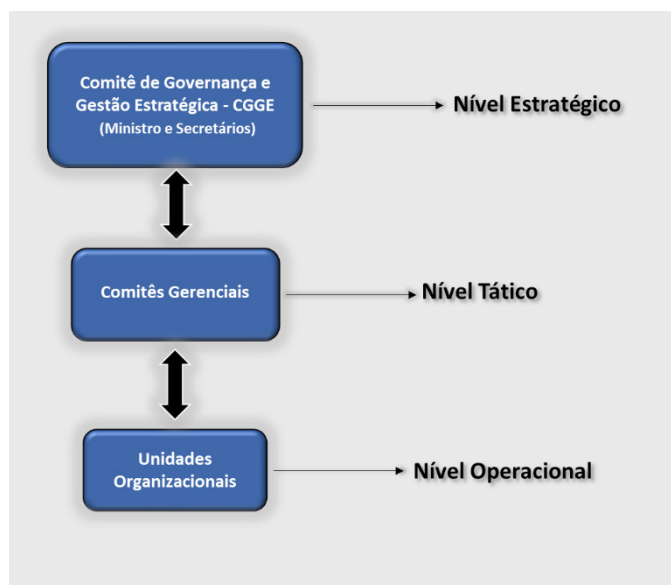 Comitê de Governança e
Gestão Estratégica - CGGE
(Ministro e Secretários)
Nível Estratégico
Comitês Gerenciais
Nível Tático
Unidades
Organizacionais
Nível Operacional